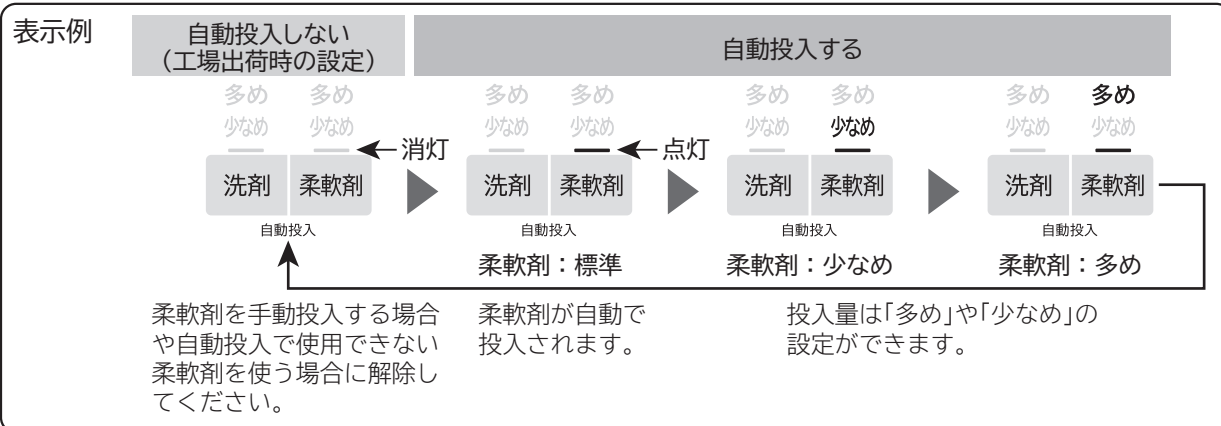 表示例
自動投入しない
（工場出荷時の設定）
自動投入する
多め 多め
少なめ 少なめ
消灯
洗剤 柔軟剤
自動投入
多め 多め
少なめ 少なめ
点灯
洗剤 柔軟剤
自動投入
柔軟剤：標準
多め 多め
少なめ 少なめ
洗剤 柔軟剤
自動投入
柔軟剤：少なめ
多め 多め
少なめ 少なめ
洗剤 柔軟剤
自動投入
柔軟剤：多め
柔軟剤を手動投入する場合
や自動投入で使用できない
柔軟剤を使う場合に解除し
てください。
柔軟剤が自動で
投入されます。
投入量は「多め」や「少なめ」の
設定ができます。